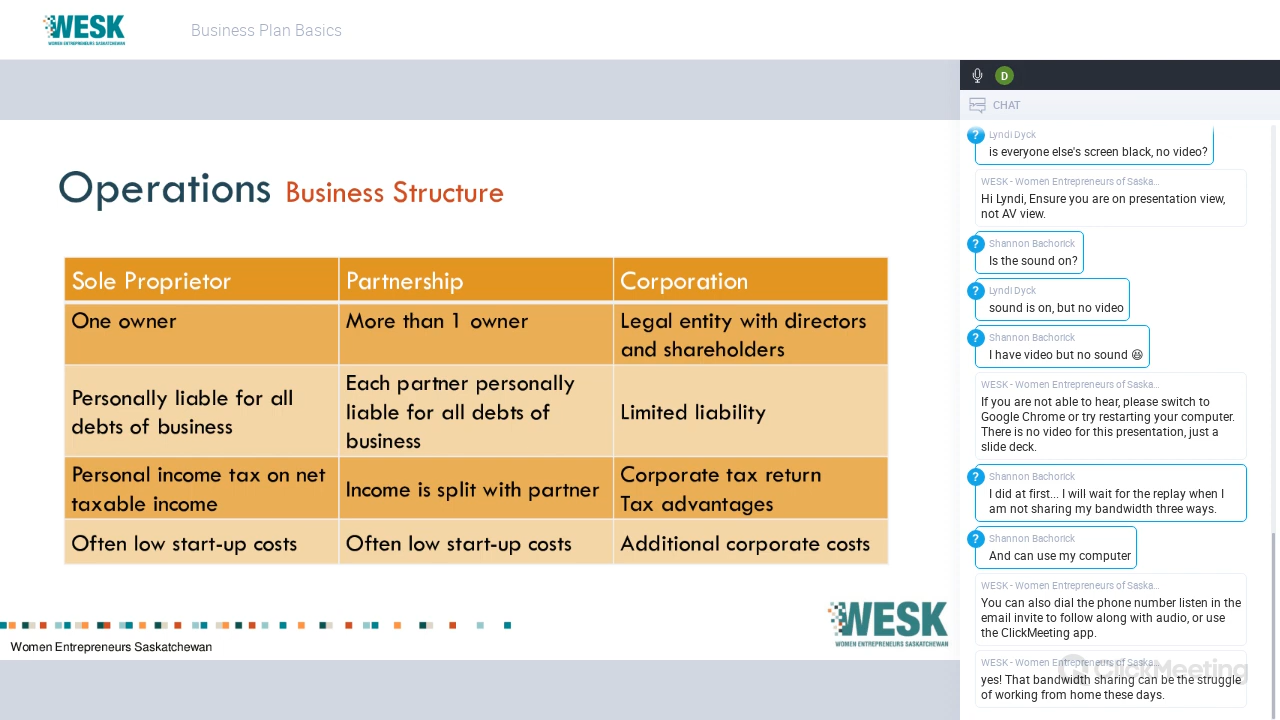 WESK
WOMEN ENTREPRENEURS SASKATCHEWAN
Business Plan Basics
D
CHAT
Operations Business Structure
Sole Proprietor
Partnership
Corporation
One owner
More than 1 owner
Legal entity with directors
and shareholders
Personally liable for all
debts of business
Each partner personally
liable for all debts of
business
Limited liability
Personal income tax on net
taxable income
Income is split with partner
Corporate tax return
Tax advantages
Often low start-up costs
Often low start-up costs
Additional corporate costs
WESK
WOMEN ENTREPRENEURS SASKATCHEWAN
Women Entrepreneurs Saskatchewan
?
Lyndi Dyck
is everyone else's screen black, no video?
WESK - Women Entrepreneurs of Saska...
Hi Lyndi, Ensure you are on presentation view,
not AV view.
?
Shannon Bachorick
Is the sound on?
?
Lyndi Dyck
sound is on, but no video
?
Shannon Bachorick
I have video but no sound 😆
WESK - Women Entrepreneurs of Saska...
If you are not able to hear, please switch to
Google Chrome or try restarting your computer.
There is no video for this presentation, just a
slide deck.
?
Shannon Bachorick
I did at first... I will wait for the replay when I
am not sharing my bandwidth three ways.
?
Shannon Bachorick
And can use my computer
WESK - Women Entrepreneurs of Saska...
You can also dial the phone number listen in the
email invite to follow along with audio, or use
the ClickMeeting app.
WESK - Women Entrepreneurs of Saska...
yes! That bandwidth sharing can be the struggle
of working from home these days.
ClickMeeting